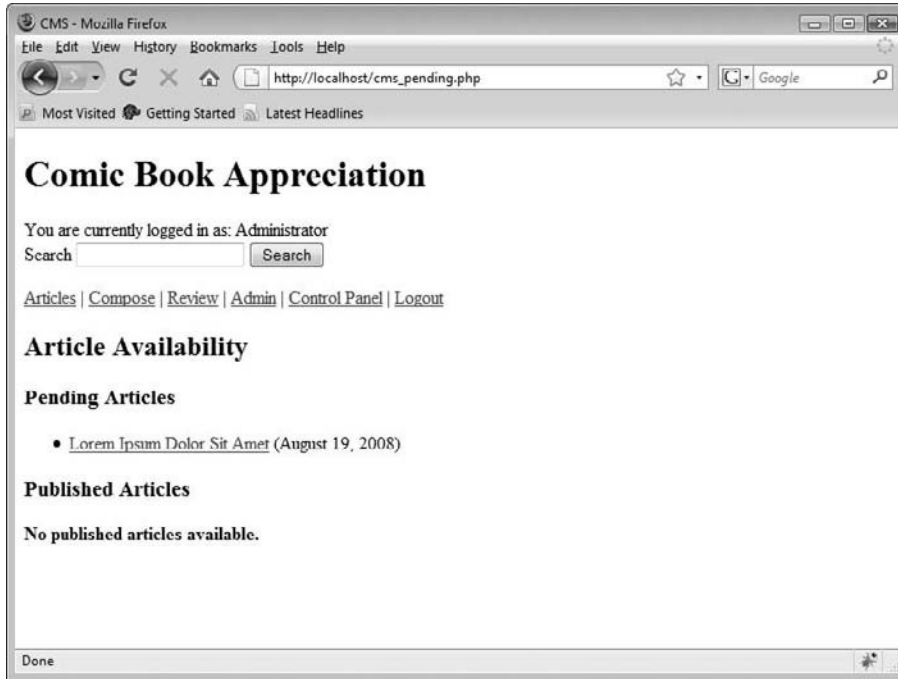 CMS - Mozilla Firefox
File Edit View History Bookmarks Tools Help
http://localhost/cms_pending.php
G Google
Most Visited Getting Started Latest Headlines
Comic Book Appreciation
You are currently logged in as: Administrator
Search Search
Articles | Compose | Review | Admin | Control Panel | Logout
Article Availability
Pending Articles
• Lorem Ipsum Dolor Sit Amet (August 19, 2008)
Published Articles
No published articles available.
Done